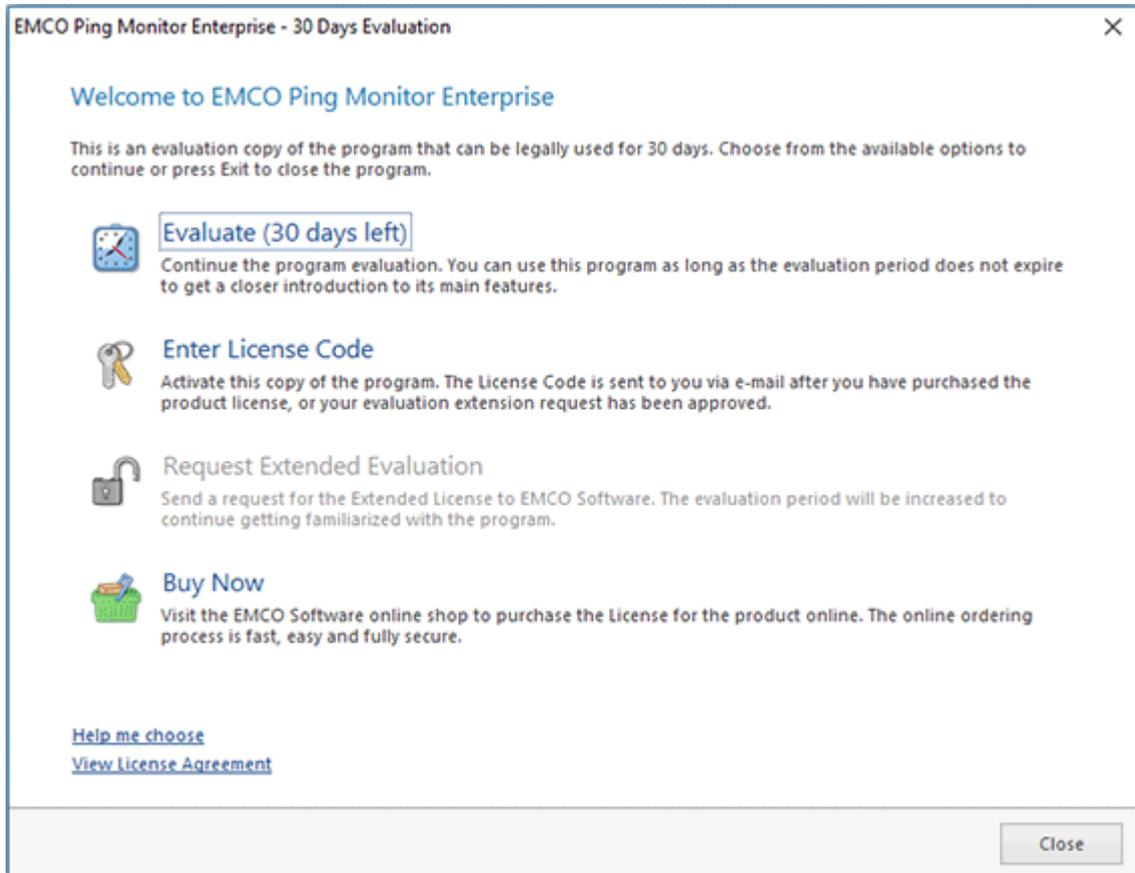 EMCO Ping Monitor Enterprise - 30 Days Evaluation
Welcome to EMCO Ping Monitor Enterprise
This is an evaluation copy of the program that can be legally used for 30 days. Choose from the available options to
continue or press Exit to close the program.
Evaluate (30 days left)
Continue the program evaluation. You can use this program as long as the evaluation period does not expire
to get a closer introduction to its main features.
Enter License Code
Activate this copy of the program. The License Code is sent to you via e-mail after you have purchased the
product license, or your evaluation extension request has been approved.
Request Extended Evaluation
Send a request for the Extended License to EMCO Software. The evaluation period will be increased to
continue getting familiarized with the program.
Buy Now
Visit the EMCO Software online shop to purchase the License for the product online. The online ordering
process is fast, easy and fully secure.
Help me choose
View License Agreement
Close